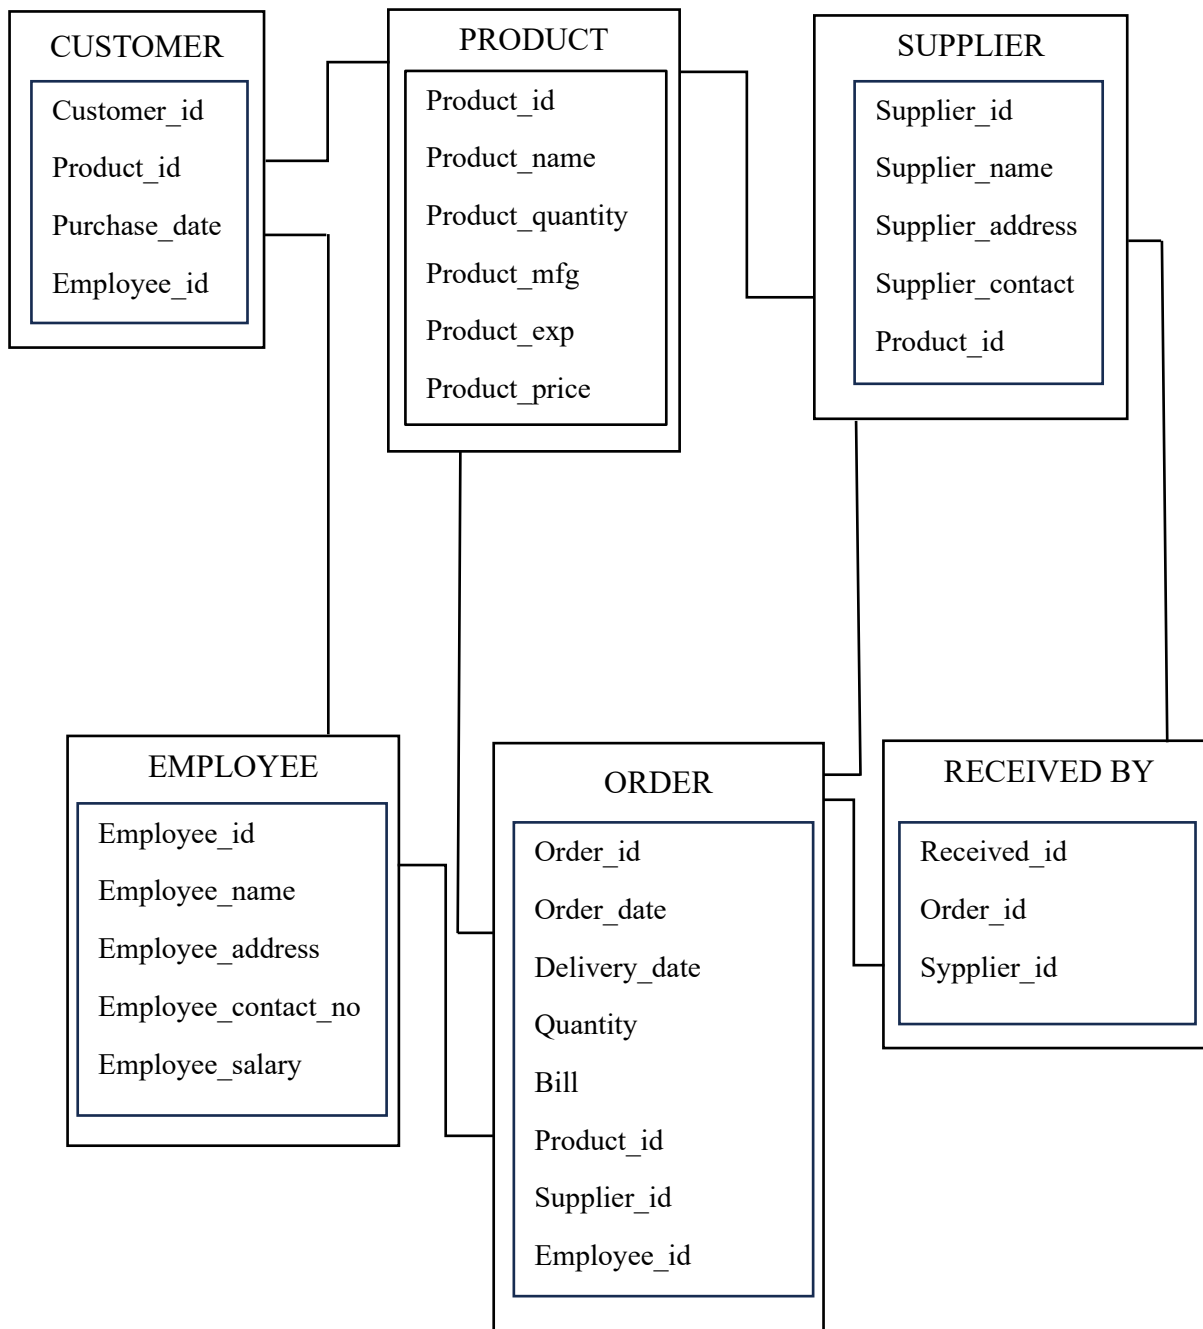 CUSTOMER
Customer_id
Product_id
Purchase_date
Employee_id
PRODUCT
Product_id
Product_name
Product_quantity
Product_mfg
Product_exp
Product_price
SUPPLIER
Supplier_id
Supplier_name
Supplier_address
Supplier_contact
Product_id
EMPLOYEE
Employee_id
Employee_name
Employee_address
Employee_contact_no
Employee_salary
ORDER
Order_id
Order_date
Delivery_date
Quantity
Bill
Product_id
Supplier_id
Employee_id
RECEIVED BY
Received_id
Order_id
Sypplier_id